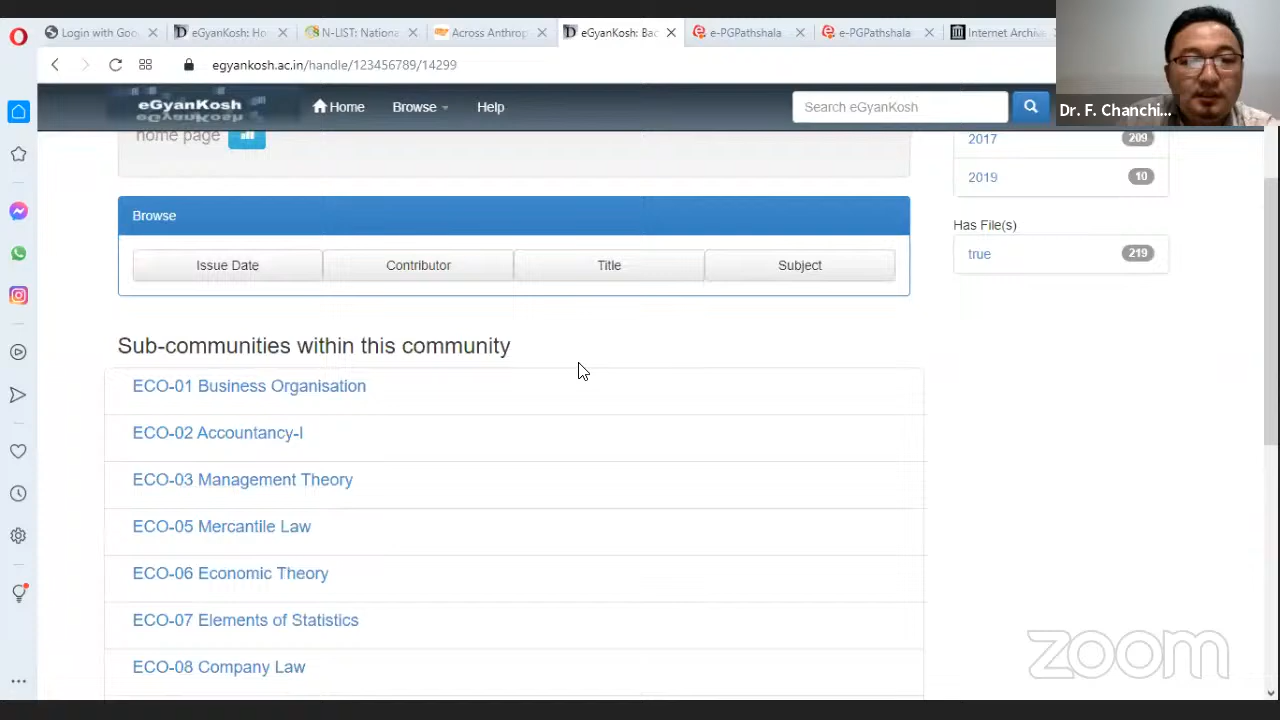 Login with Goo
eGyanKosh: Ho
N-LIST: Nationa
Across Anthrop
eGyanKosh: Bac
e-PGPathshala
e-PGPathshala
Internet Archiv
egyankosh.ac.in/handle/123456789/14299
Dr. F. Chanchi...
eGyanKosh
Home
Browse
Help
Search eGyanKosh
home page
2017
209
2019
10
Browse
Has File(s)
Issue Date
Contributor
Title
Subject
true
219
Sub-communities within this community
ECO-01 Business Organisation
ECO-02 Accountancy-I
ECO-03 Management Theory
ECO-05 Mercantile Law
ECO-06 Economic Theory
ECO-07 Elements of Statistics
ECO-08 Company Law
zoom